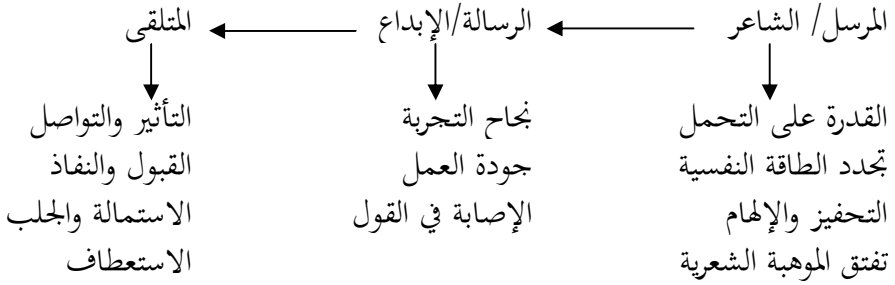 المرسل/ الشاعر الرسالة/الإبداع المتلقى
القدرة على التحمل نجاح التجربة التأثير والتواصل
تجدد الطاقة النفسية جودة العمل القبول والنفاذ
التحفيز والإلهام الإصابة في القول الاستمالة والجلب
تفتق الموهبة الشعرية الاستعطاف